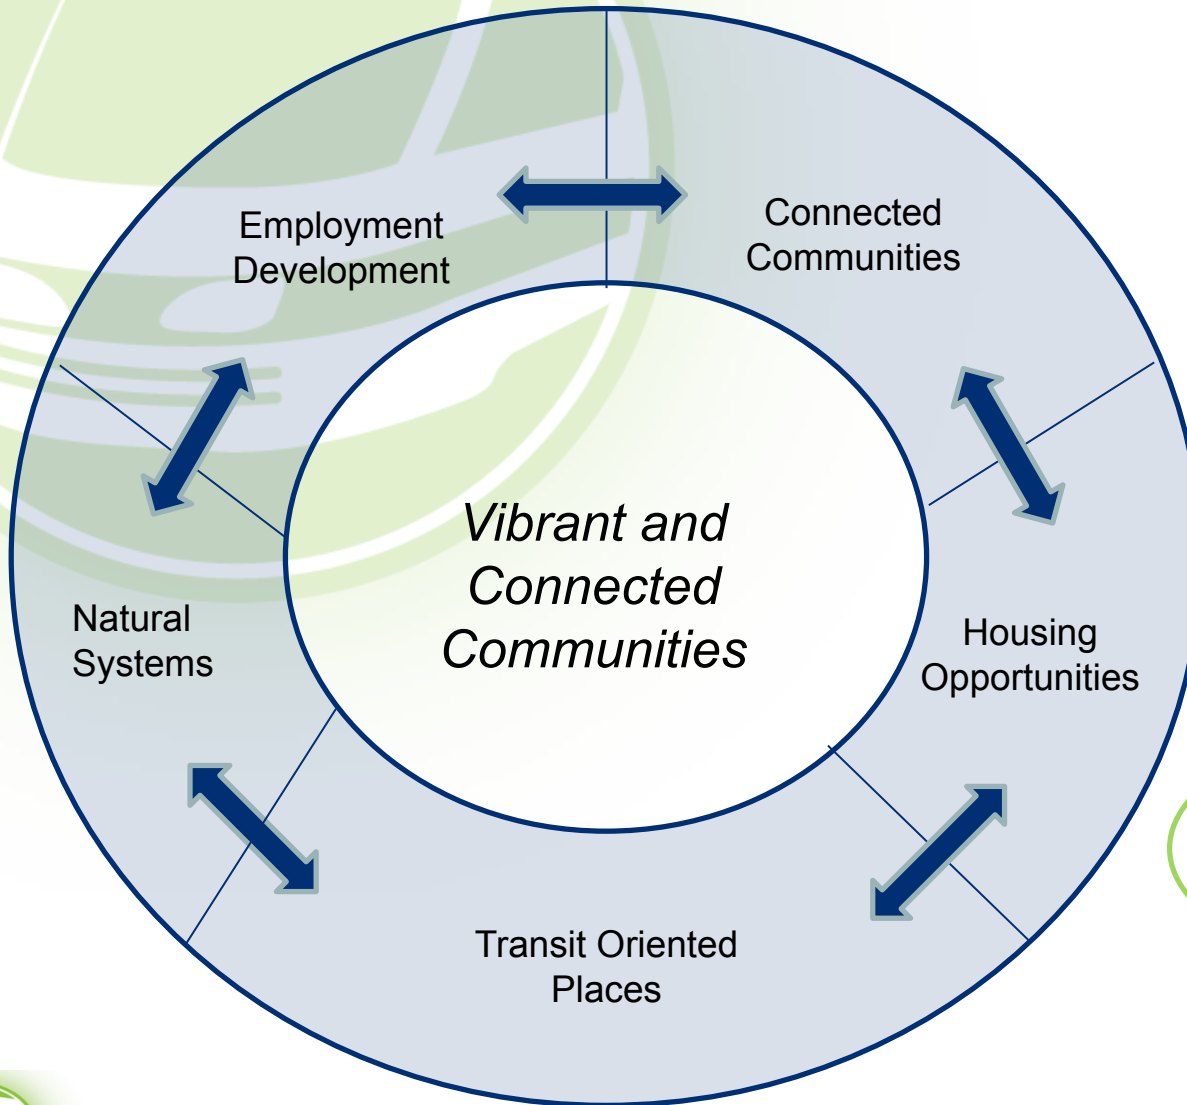 Employment
Development
Connected
Communities
Vibrant and
Connected
Communities
Natural
Systems
Housing
Opportunities
Transit Oriented
Places